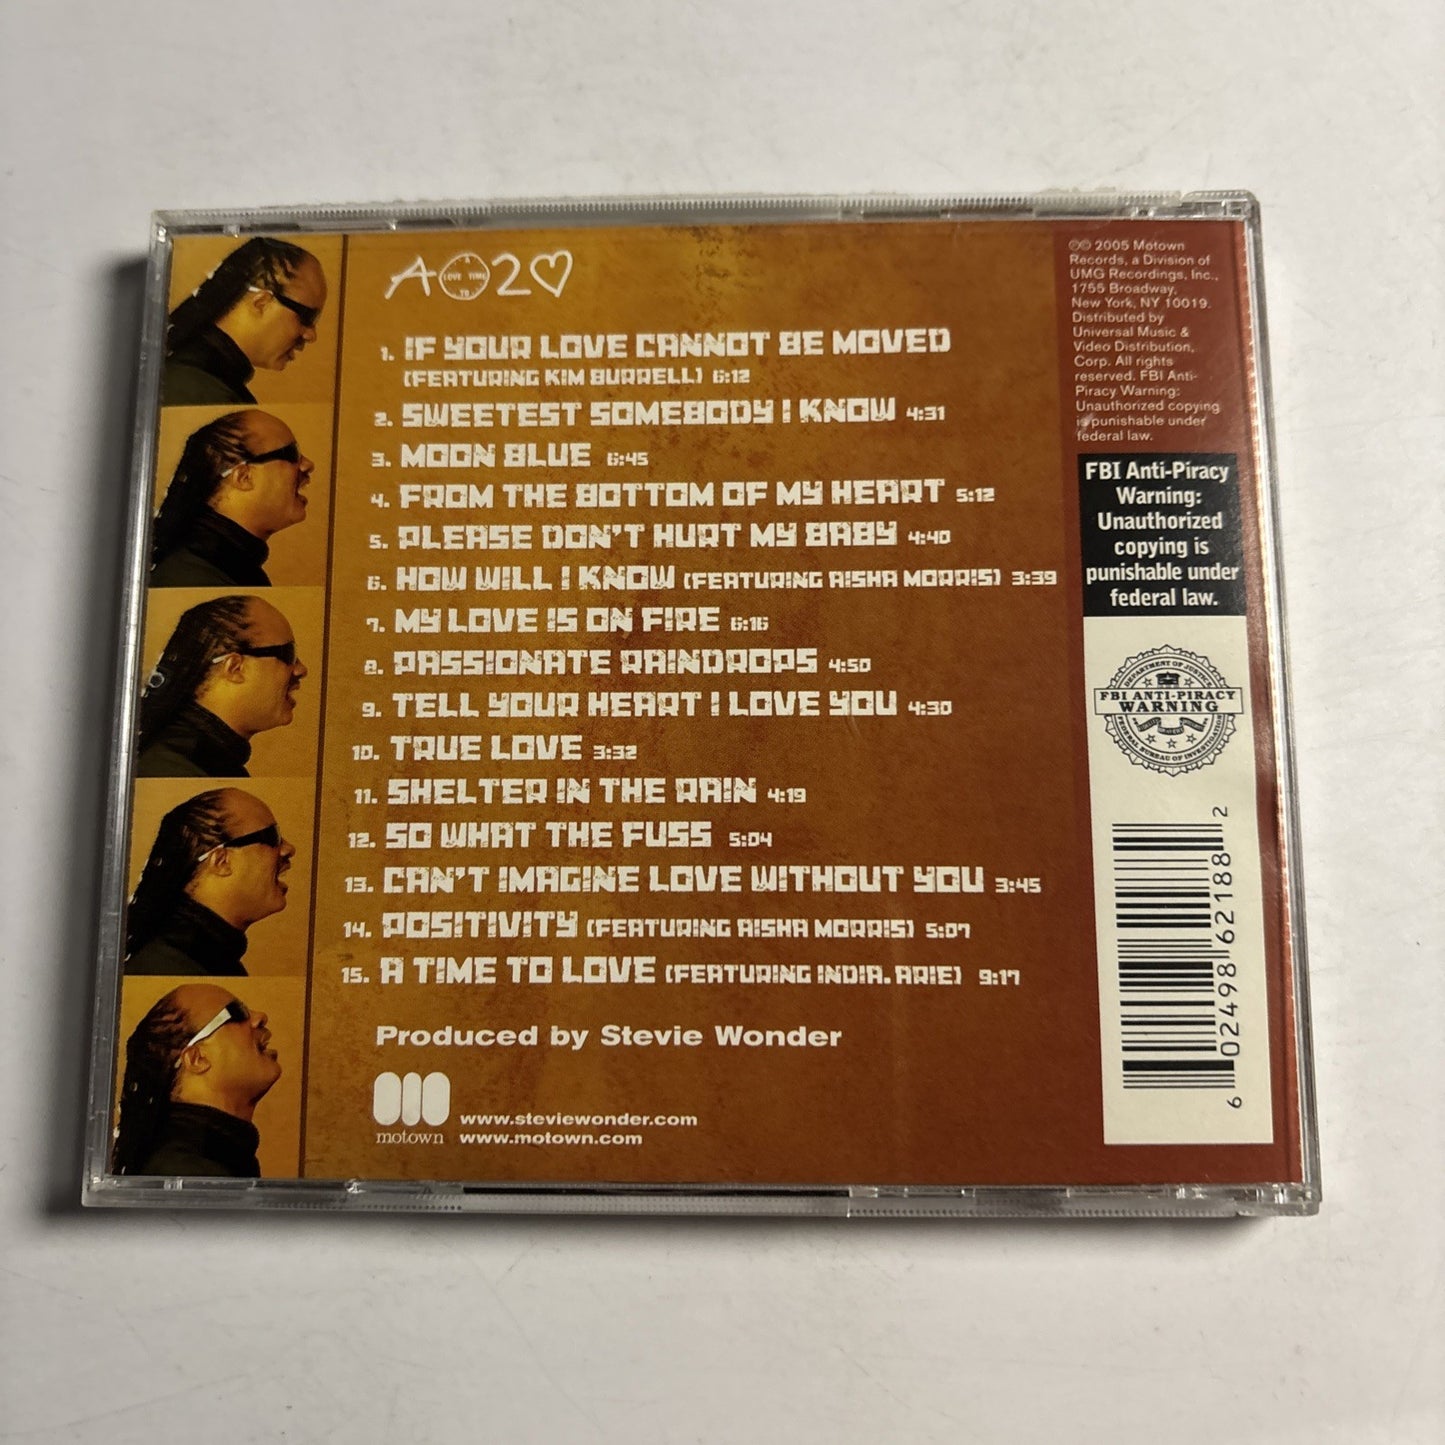 A 2
A
LOVE TIME
TO
1. IF YOUR LOVE CANNOT BE MOVED
(FEATURING KIM BURRELL) 6:12
2. SWEETEST SOMEBODY I KNOW 4:31
3. MOON BLUE 6:45
4. FROM THE BOTTOM OF MY HEART 5:12
5. PLEASE DON'T HURT MY BABY 4:40
6. HOW WILL I KNOW (FEATURING AISHA MORRIS) 3:39
7. MY LOVE IS ON FIRE 6:16
8. PASSIONATE RAINDROPS 4:50
9. TELL YOUR HEART I LOVE YOU 4:30
10. TRUE LOVE 3:32
11. SHELTER IN THE RAIN 4:19
12. SO WHAT THE FUSS 5:04
13. CAN'T IMAGINE LOVE WITHOUT YOU 3:45
14. POSITIVITY (FEATURING AISHA MORRIS) 5:07
15. A TIME TO LOVE (FEATURING INDIA.ARIE) 9:17
Produced by Stevie Wonder
motown
www.steviewonder.com
www.motown.com
℗© 2005 Motown
Records, a Division of
UMG Recordings, Inc.,
1755 Broadway,
New York, NY 10019.
Distributed by
Universal Music &
Video Distribution,
Corp. All rights
reserved. FBI Anti-
Piracy Warning:
Unauthorized copying
is punishable under
federal law.
FBI Anti-Piracy
Warning:
Unauthorized
copying is
punishable under
federal law.
DEPARTMENT OF JUSTICE
FBI ANTI-PIRACY
WARNING
FEDERAL BUREAU OF INVESTIGATION
6 02498 62188 2